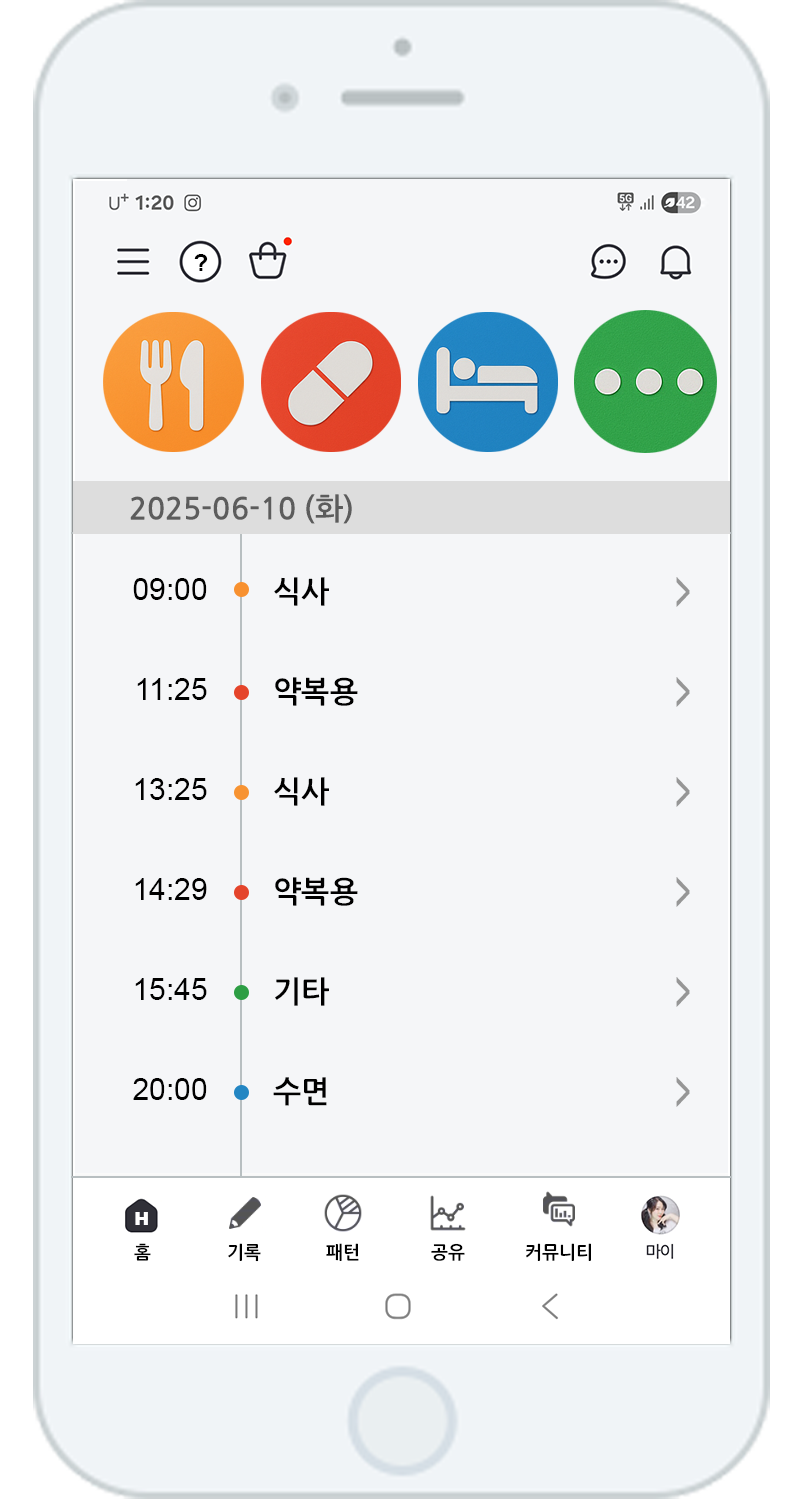 U⁺ 1:20 5G 42
?
2025-06-10 (화)
09:00 식사
11:25 약복용
13:25 식사
14:29 약복용
15:45 기타
20:00 수면
H
홈 기록 패턴 공유 커뮤니티 마이